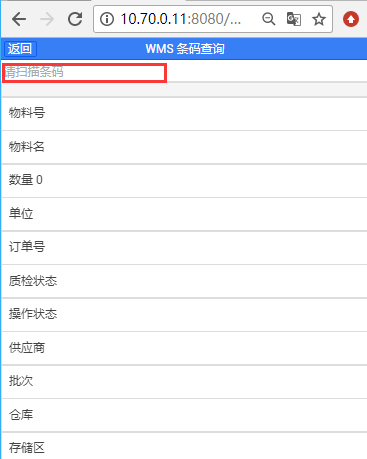 10.70.0.11:8080/...
返回 WMS 条码查询
请扫描条码
物料号
物料名
数量 0
单位
订单号
质检状态
操作状态
供应商
批次
仓库
存储区